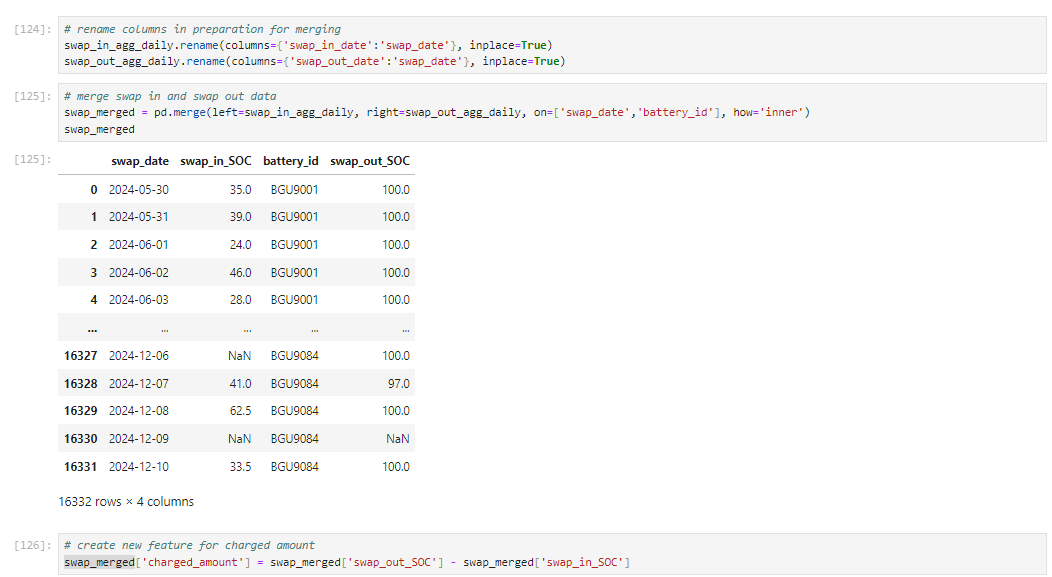 [124]:
# rename columns in preparation for merging
swap_in_agg_daily.rename(columns={'swap_in_date':'swap_date'}, inplace=True)
swap_out_agg_daily.rename(columns={'swap_out_date':'swap_date'}, inplace=True)
[125]:
# merge swap in and swap out data
swap_merged = pd.merge(left=swap_in_agg_daily, right=swap_out_agg_daily, on=['swap_date','battery_id'], how='inner')
swap_merged
[125]:
swap_date swap_in_SOC battery_id swap_out_SOC
0 2024-05-30 35.0 BGU9001 100.0
1 2024-05-31 39.0 BGU9001 100.0
2 2024-06-01 24.0 BGU9001 100.0
3 2024-06-02 46.0 BGU9001 100.0
4 2024-06-03 28.0 BGU9001 100.0
... ... ... ... ...
16327 2024-12-06 NaN BGU9084 100.0
16328 2024-12-07 41.0 BGU9084 97.0
16329 2024-12-08 62.5 BGU9084 100.0
16330 2024-12-09 NaN BGU9084 NaN
16331 2024-12-10 33.5 BGU9084 100.0
16332 rows × 4 columns
[126]:
# create new feature for charged amount
swap_merged['charged_amount'] = swap_merged['swap_out_SOC'] - swap_merged['swap_in_SOC']